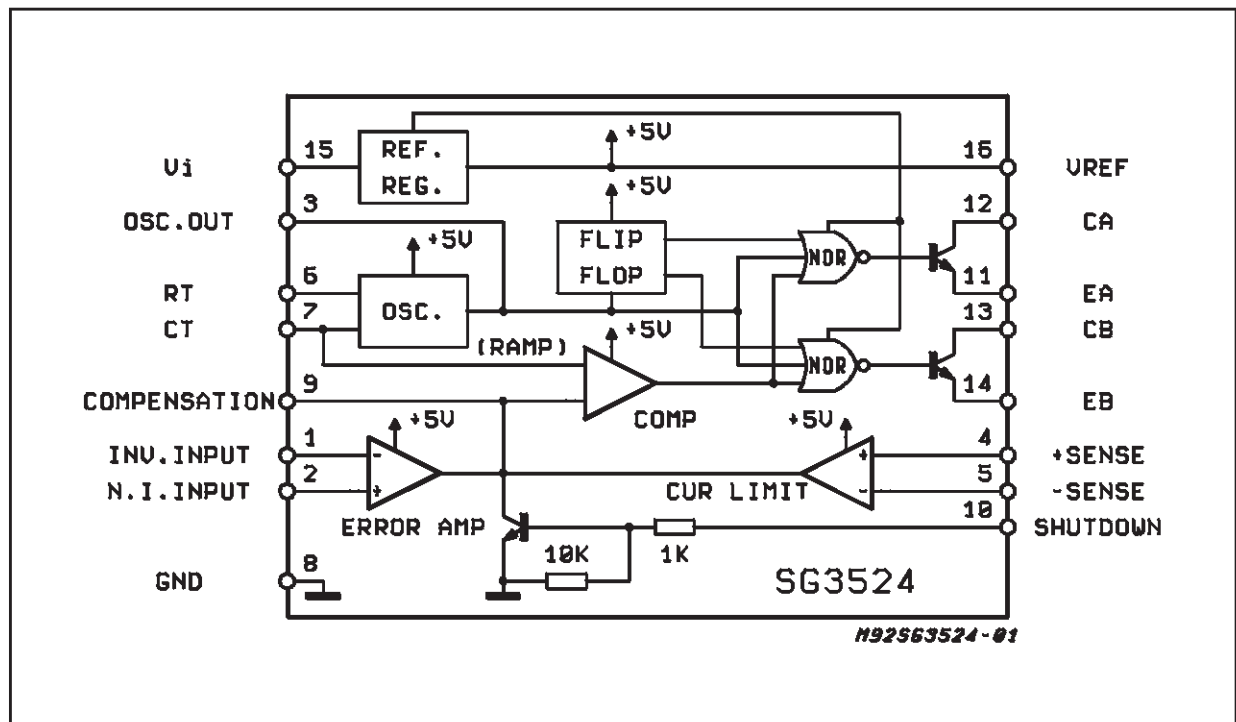 +5V
15
REF.
REG.
16
Vi
VREF
3
+5V
12
OSC.OUT
CA
+5V
FLIP
FLOP
NOR
6
11
RT
EA
7
OSC.
13
CT
+5V
CB
(RAMP)
NOR
9
14
COMPENSATION
COMP
EB
+5V
+5V
1
4
INV.INPUT
-
+
+SENSE
2
5
N.I.INPUT
+
CUR LIMIT
-
-SENSE
10
ERROR AMP
SHUTDOWN
10K
1K
8
GND
SG3524
M92SG3524-01